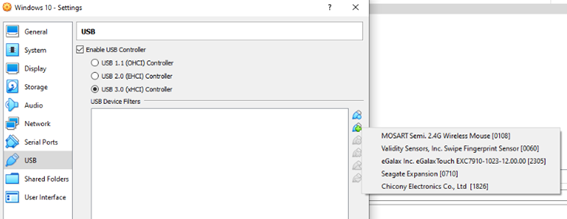 Windows 10 - Settings
?
×
General
System
Display
Storage
Audio
Network
Serial Ports
USB
Shared Folders
User Interface
USB
Enable USB Controller
USB 1.1 (OHCI) Controller
USB 2.0 (EHCI) Controller
USB 3.0 (xHCI) Controller
USB Device Filters
MOSART Semi. 2.4G Wireless Mouse [0108]
Validity Sensors, Inc. Swipe Fingerprint Sensor [0060]
eGalax Inc. eGalaxTouch EXC7910-1023-12.00.00 [2305]
Seagate Expansion [0710]
Chicony Electronics Co., Ltd [1826]